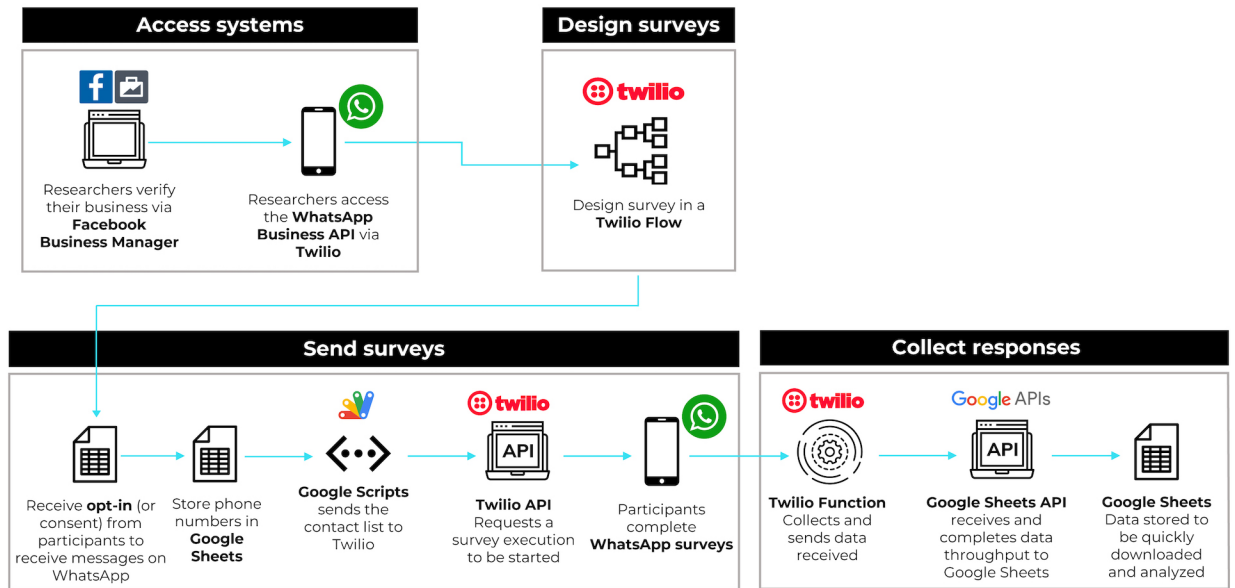 Access systems
Researchers verify
their business via
Facebook
Business Manager
Researchers access
the WhatsApp
Business API via
Twilio
Design surveys
twilio
Design survey in a
Twilio Flow
Send surveys
Receive opt-in (or
consent) from
participants to
receive messages on
WhatsApp
Store phone
numbers in
Google
Sheets
Google Scripts
sends the
contact list to
Twilio
twilio
API
Twilio API
Requests a
survey execution
to be started
Participants
complete
WhatsApp surveys
Collect responses
twilio
Twilio Function
Collects and
sends data
received
Google APIs
API
Google Sheets API
receives and
completes data
throughput to
Google Sheets
Google Sheets
Data stored to
be quickly
downloaded
and analyzed